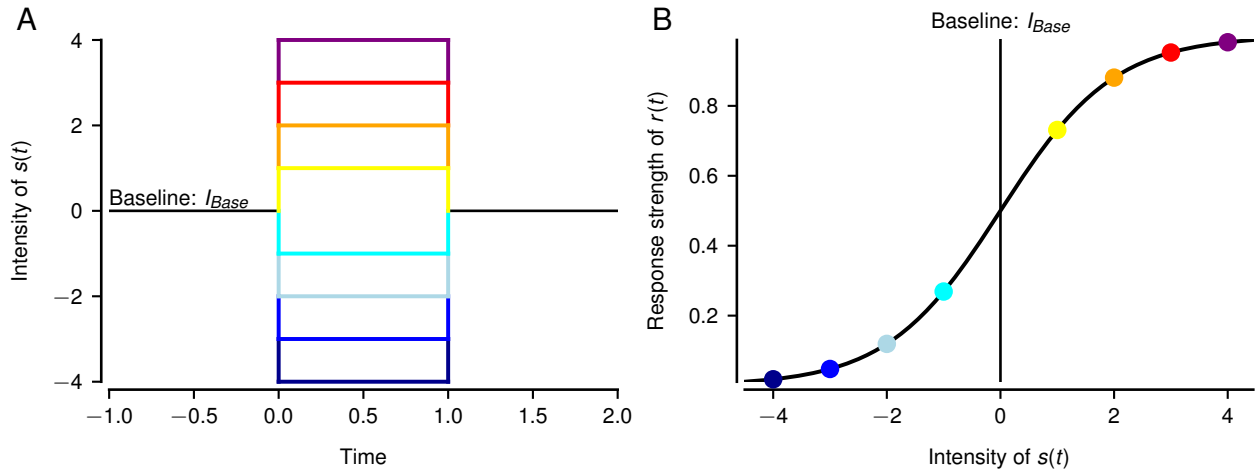 A
Intensity of s(t)
4
2
0
−2
−4
Baseline: I_Base
−1.0 −0.5 0.0 0.5 1.0 1.5 2.0
Time
B
Baseline: I_Base
Response strength of r(t)
0.8
0.6
0.4
0.2
−4 −2 0 2 4
Intensity of s(t)